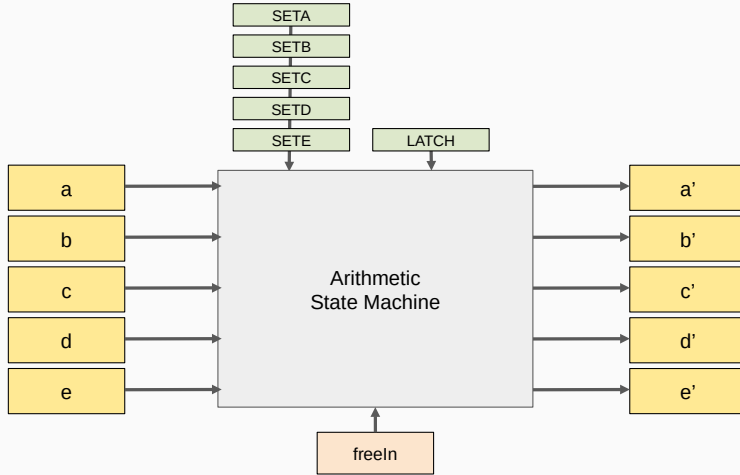 SETA
SETB
SETC
SETD
SETE
LATCH
a
b
c
d
e
Arithmetic
State Machine
a’
b’
c’
d’
e’
freeIn